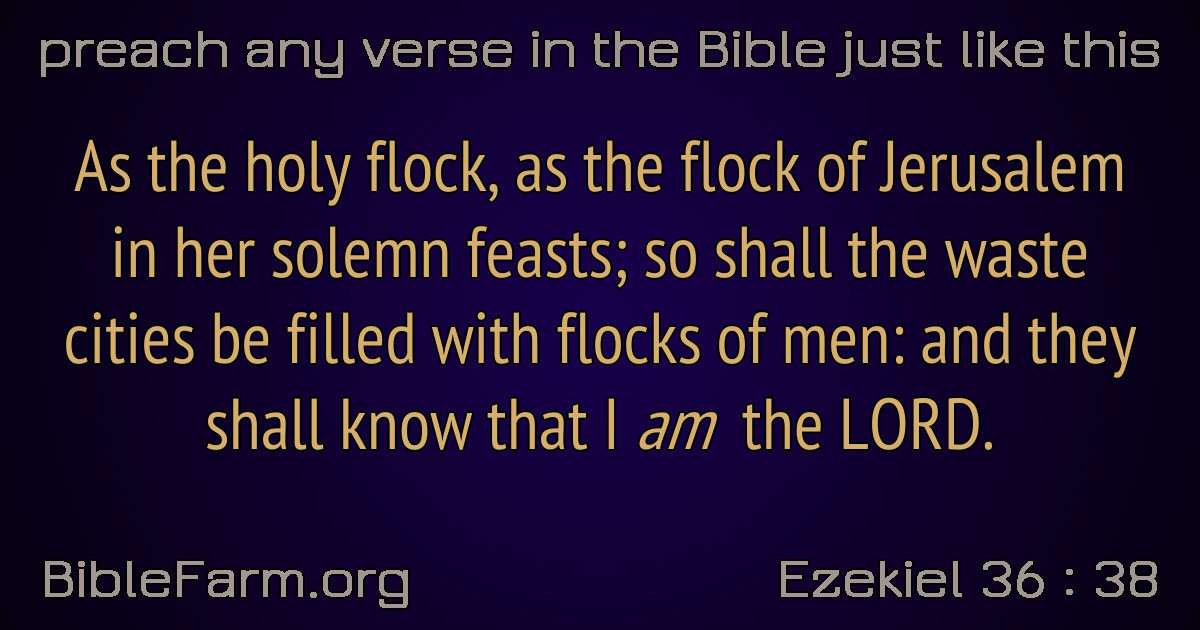 preach any verse in the Bible just like this
As the holy flock, as the flock of Jerusalem
in her solemn feasts; so shall the waste
cities be filled with flocks of men: and they
shall know that I am the LORD.
BibleFarm.org
Ezekiel 36 : 38